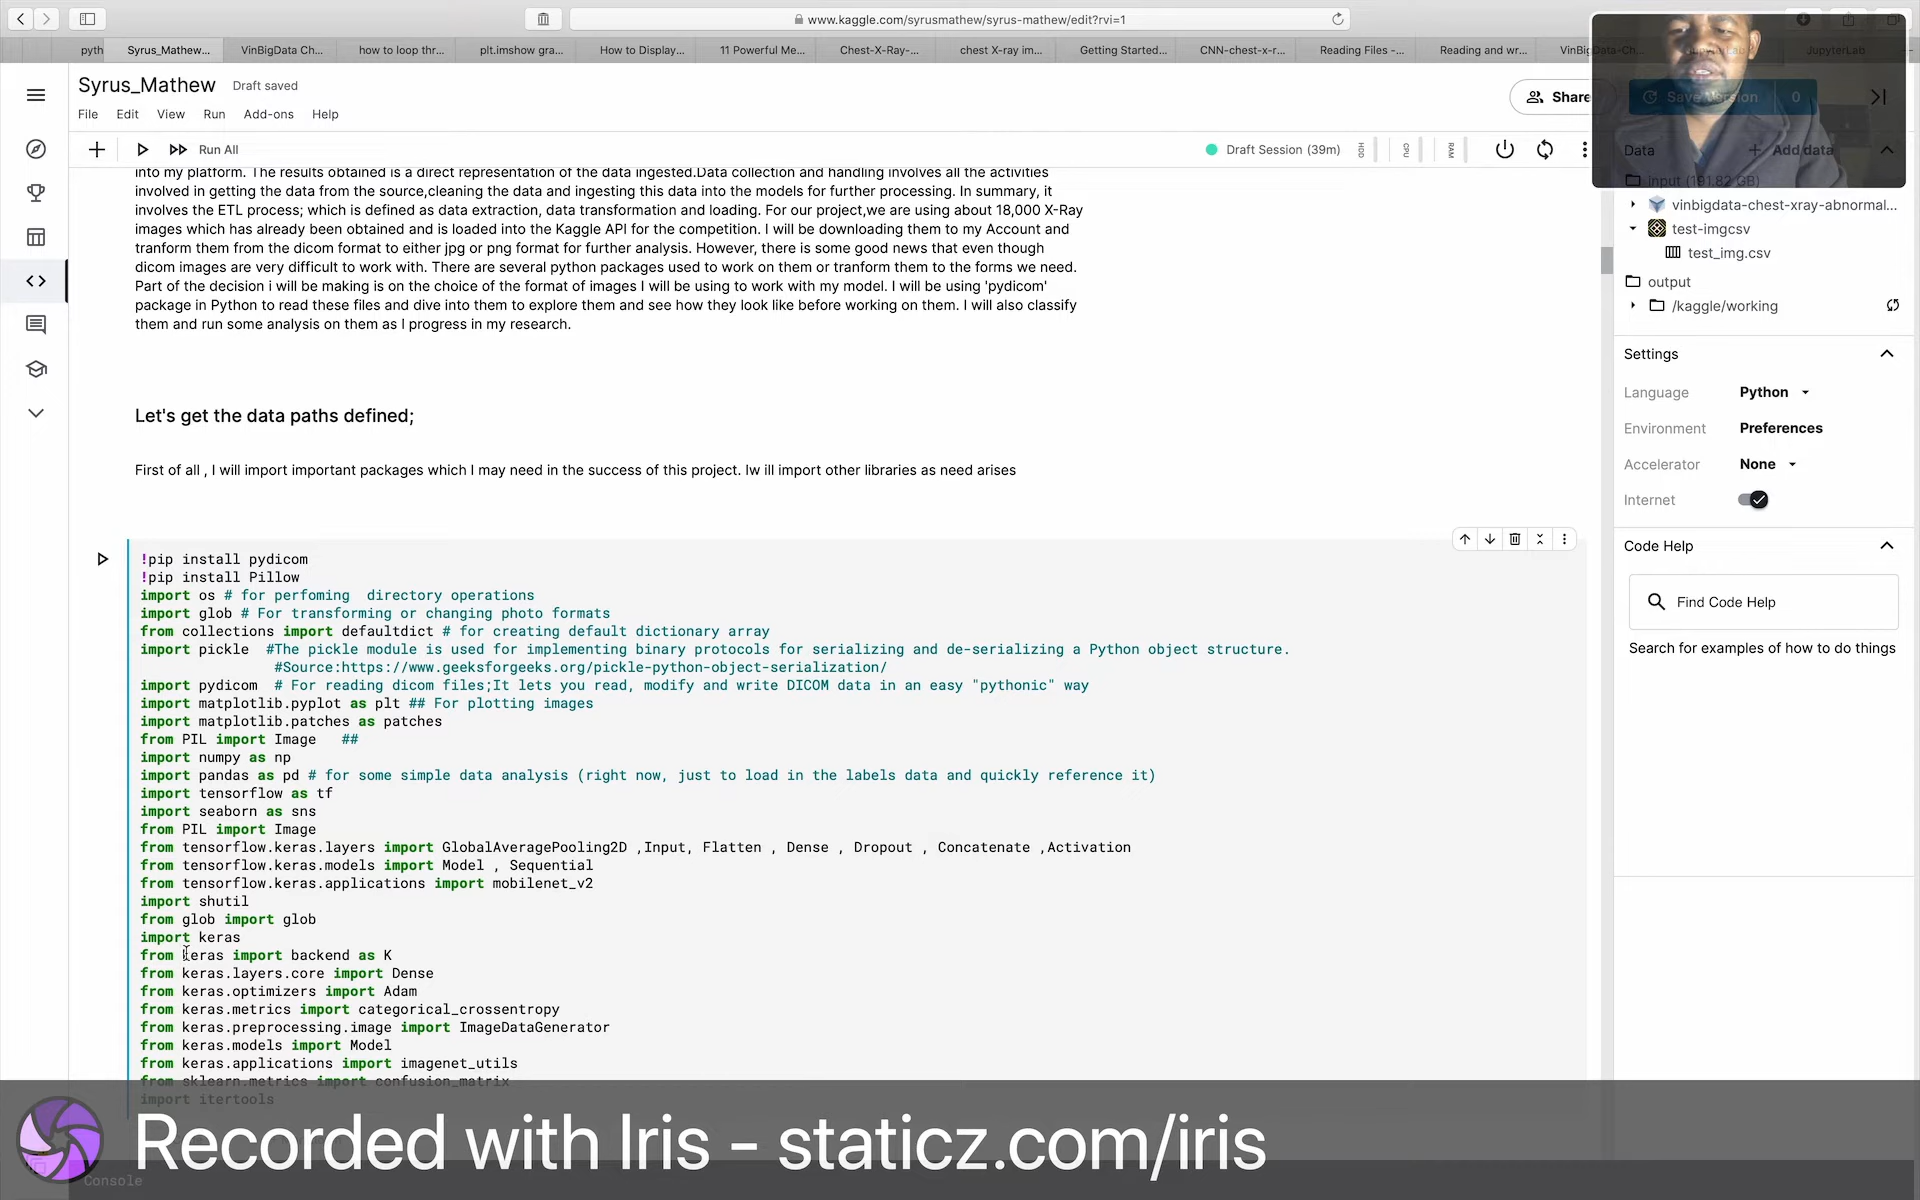 www.kaggle.com/syrusmathew/syrus-mathew/edit?rvi=1
pyth
Syrus_Mathew...
VinBigData Ch...
how to loop thr...
plt.imshow gra...
How to Display...
11 Powerful Me...
Chest-X-Ray-...
chest X-ray im...
Getting Started...
CNN-chest-x-r...
Reading Files -...
Reading and wr...
VinBigData-Ch...
JupyterLab
JupyterLab
Syrus_Mathew Draft saved
Share
Save Version 0
File Edit View Run Add-ons Help
Run All
Draft Session (39m)
HDD
CPU
RAM
Data
Add data
into my platform. The results obtained is a direct representation of the data ingested.Data collection and handling involves all the activities
involved in getting the data from the source,cleaning the data and ingesting this data into the models for further processing. In summary, it
involves the ETL process; which is defined as data extraction, data transformation and loading. For our project,we are using about 18,000 X-Ray
images which has already been obtained and is loaded into the Kaggle API for the competition. I will be downloading them to my Account and
tranform them from the dicom format to either jpg or png format for further analysis. However, there is some good news that even though
dicom images are very difficult to work with. There are several python packages used to work on them or tranform them to the forms we need.
Part of the decision i will be making is on the choice of the format of images I will be using to work with my model. I will be using 'pydicom'
package in Python to read these files and dive into them to explore them and see how they look like before working on them. I will also classify
them and run some analysis on them as I progress in my research.
Let's get the data paths defined;
First of all , I will import important packages which I may need in the success of this project. Iw ill import other libraries as need arises
!pip install pydicom
!pip install Pillow
import os # for perfoming  directory operations
import glob # For transforming or changing photo formats
from collections import defaultdict # for creating default dictionary array
import pickle  #The pickle module is used for implementing binary protocols for serializing and de-serializing a Python object structure.
#Source:https://www.geeksforgeeks.org/pickle-python-object-serialization/
import pydicom  # For reading dicom files;It lets you read, modify and write DICOM data in an easy "pythonic" way
import matplotlib.pyplot as plt ## For plotting images
import matplotlib.patches as patches
from PIL import Image   ##
import numpy as np
import pandas as pd # for some simple data analysis (right now, just to load in the labels data and quickly reference it)
import tensorflow as tf
import seaborn as sns
from PIL import Image
from tensorflow.keras.layers import GlobalAveragePooling2D ,Input, Flatten , Dense , Dropout , Concatenate ,Activation
from tensorflow.keras.models import Model , Sequential
from tensorflow.keras.applications import mobilenet_v2
import shutil
from glob import glob
import keras
from keras import backend as K
from keras.layers.core import Dense
from keras.optimizers import Adam
from keras.metrics import categorical_crossentropy
from keras.preprocessing.image import ImageDataGenerator
from keras.models import Model
from keras.applications import imagenet_utils
from sklearn.metrics import confusion_matrix
import itertools
input (191.82 GB)
vinbigdata-chest-xray-abnormal...
test-imgcsv
test_img.csv
output
/kaggle/working
Settings
Language Python
Environment Preferences
Accelerator None
Internet
Code Help
Find Code Help
Search for examples of how to do things
Recorded with Iris - staticz.com/iris
Console